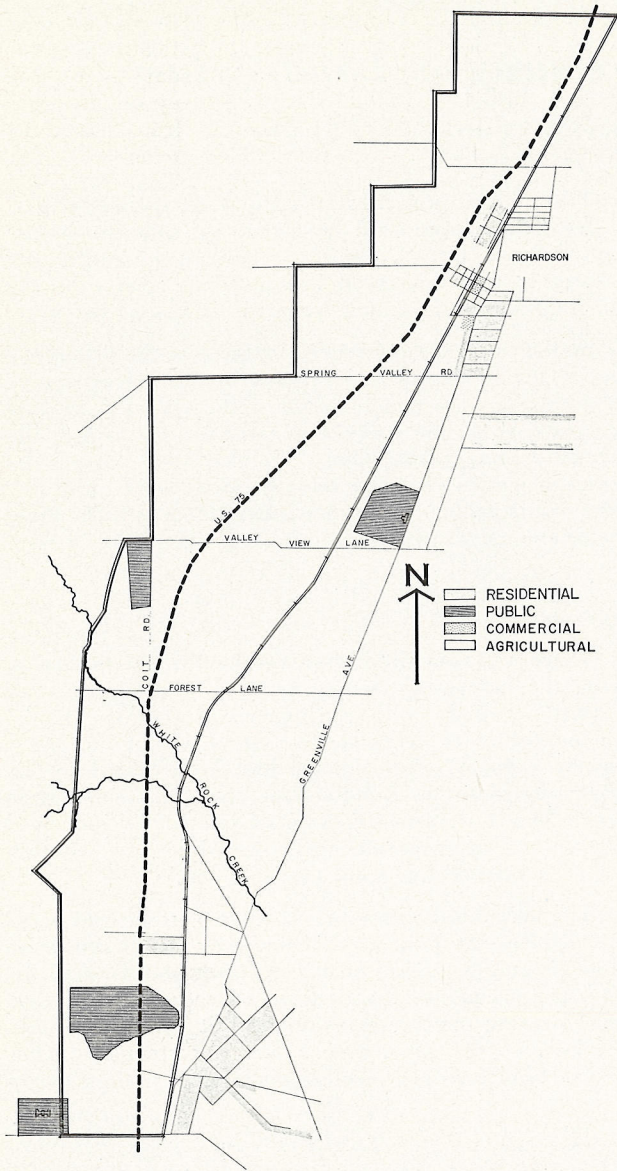 RICHARDSON
SPRING VALLEY RD
U.S. 75
VALLEY VIEW LANE
N
RESIDENTIAL
PUBLIC
COMMERCIAL
AGRICULTURAL
COIT RD
FOREST LANE
GREENVILLE AVE
WHITE ROCK CREEK